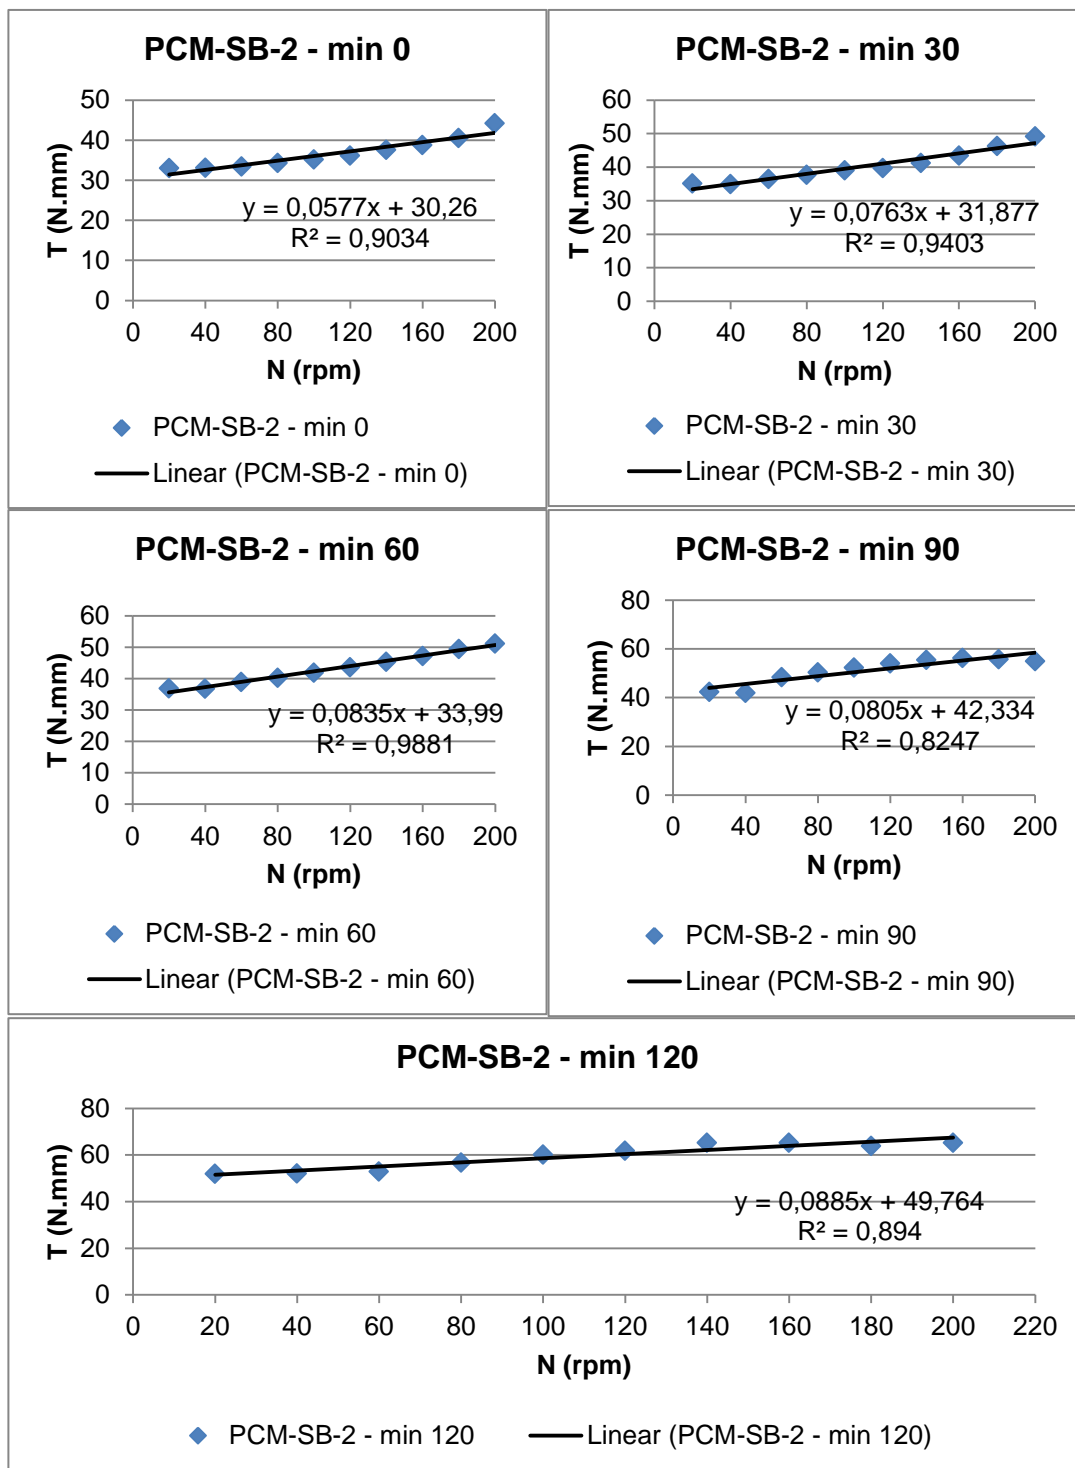 PCM-SB-2 - min 0
T (N.mm)
50
40
30
20
10
0
y = 0,0577x + 30,26
R² = 0,9034
0 40 80 120 160 200
N (rpm)
PCM-SB-2 - min 0
Linear (PCM-SB-2 - min 0)
PCM-SB-2 - min 30
T (N.mm)
60
50
40
30
20
10
0
y = 0,0763x + 31,877
R² = 0,9403
0 40 80 120 160 200
N (rpm)
PCM-SB-2 - min 30
Linear (PCM-SB-2 - min 30)
PCM-SB-2 - min 60
T (N.mm)
60
50
40
30
20
10
0
y = 0,0835x + 33,99
R² = 0,9881
0 40 80 120 160 200
N (rpm)
PCM-SB-2 - min 60
Linear (PCM-SB-2 - min 60)
PCM-SB-2 - min 90
T (N.mm)
80
60
40
20
0
y = 0,0805x + 42,334
R² = 0,8247
0 40 80 120 160 200
N (rpm)
PCM-SB-2 - min 90
Linear (PCM-SB-2 - min 90)
PCM-SB-2 - min 120
T (N.mm)
80
60
40
20
0
y = 0,0885x + 49,764
R² = 0,894
0 20 40 60 80 100 120 140 160 180 200 220
N (rpm)
PCM-SB-2 - min 120 Linear (PCM-SB-2 - min 120)